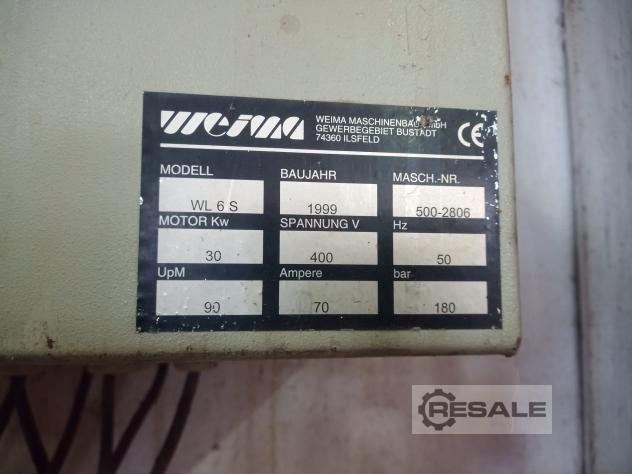 weima
WEIMA MASCHINENBAU GmbH
GEWERBEGEBIET BUSTADT
74360 ILSFELD
CE
MODELL BAUJAHR MASCH.-NR.
WL 6 S 1999 500-2806
MOTOR Kw SPANNUNG V Hz
30 400 50
UpM Ampere bar
90 70 180
RESALE